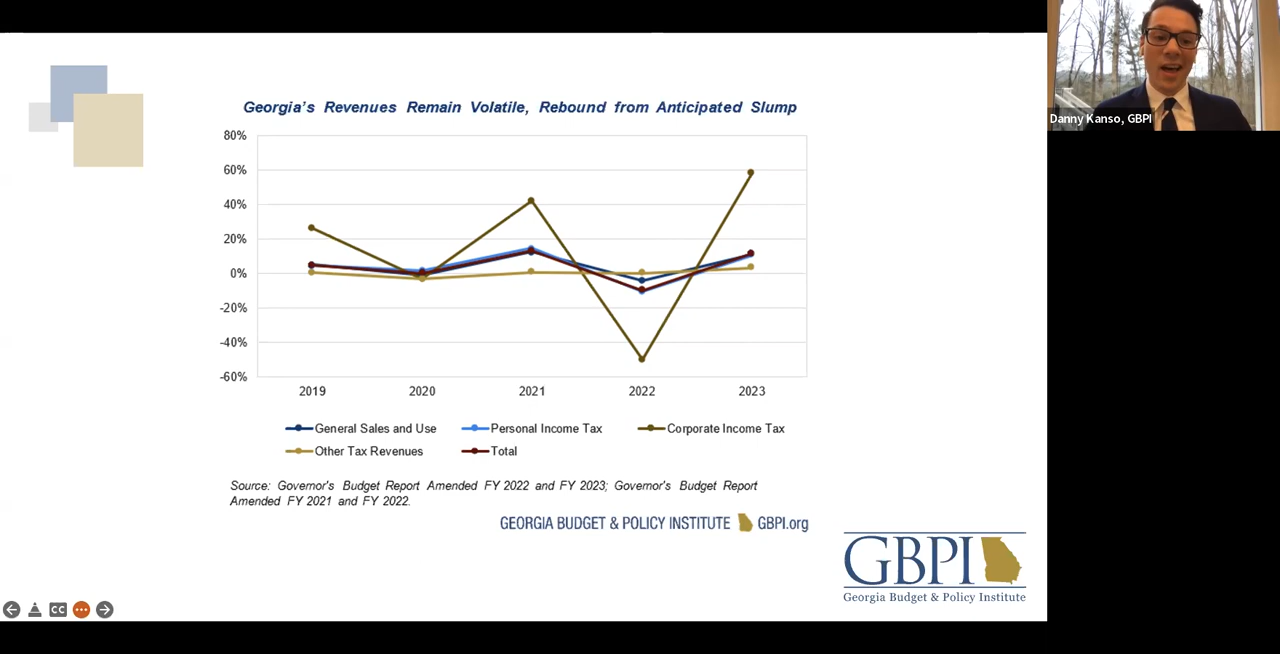 Georgia's Revenues Remain Volatile, Rebound from Anticipated Slump
80%
60%
40%
20%
0%
-20%
-40%
-60%
2019 2020 2021 2022 2023
General Sales and Use Personal Income Tax Corporate Income Tax
Other Tax Revenues Total
Source: Governor's Budget Report Amended FY 2022 and FY 2023; Governor's Budget Report
Amended FY 2021 and FY 2022.
GEORGIA BUDGET & POLICY INSTITUTE GBPI.org
GBPI
Georgia Budget & Policy Institute
CC
Danny Kanso, GBPI